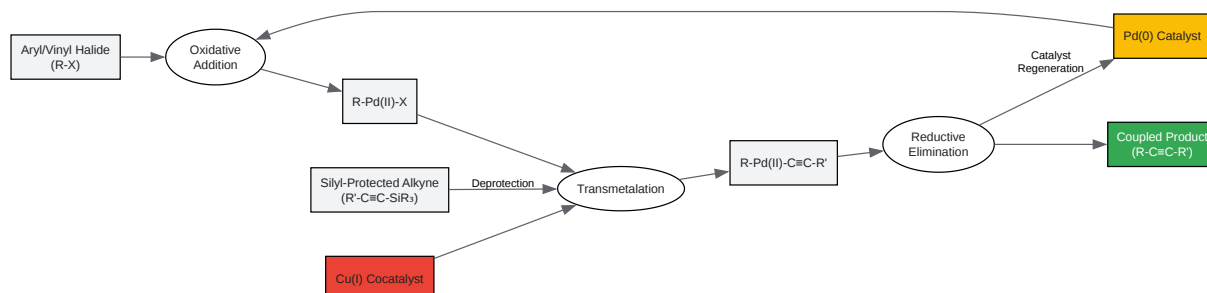 Aryl/Vinyl Halide
(R-X)
Oxidative
Addition
R-Pd(II)-X
Silyl-Protected Alkyne
(R'-C≡C-SiR₃)
Deprotection
Cu(I) Cocatalyst
Transmetalation
R-Pd(II)-C≡C-R'
Reductive
Elimination
Catalyst
Regeneration
Pd(0) Catalyst
Coupled Product
(R-C≡C-R')